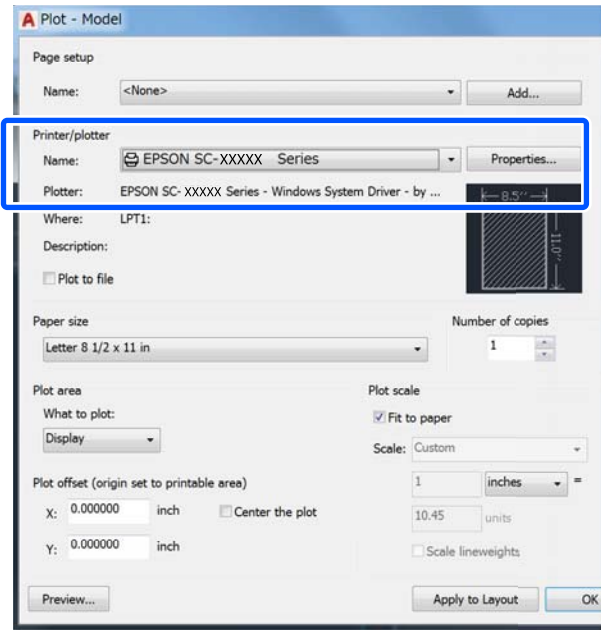 Plot - Model
Page setup
Name: <None> Add...
Printer/plotter
Name: EPSON SC-XXXXX Series Properties...
Plotter: EPSON SC- XXXXX Series - Windows System Driver - by ...
8.5''
Where: LPT1:
11.0''
Description:
Plot to file
Paper size Number of copies
Letter 8 1/2 x 11 in 1
Plot area Plot scale
What to plot: Fit to paper
Display Scale: Custom
Plot offset (origin set to printable area) 1 inches =
X: 0.000000 inch Center the plot 10.45 units
Y: 0.000000 inch Scale lineweights
Preview... Apply to Layout OK